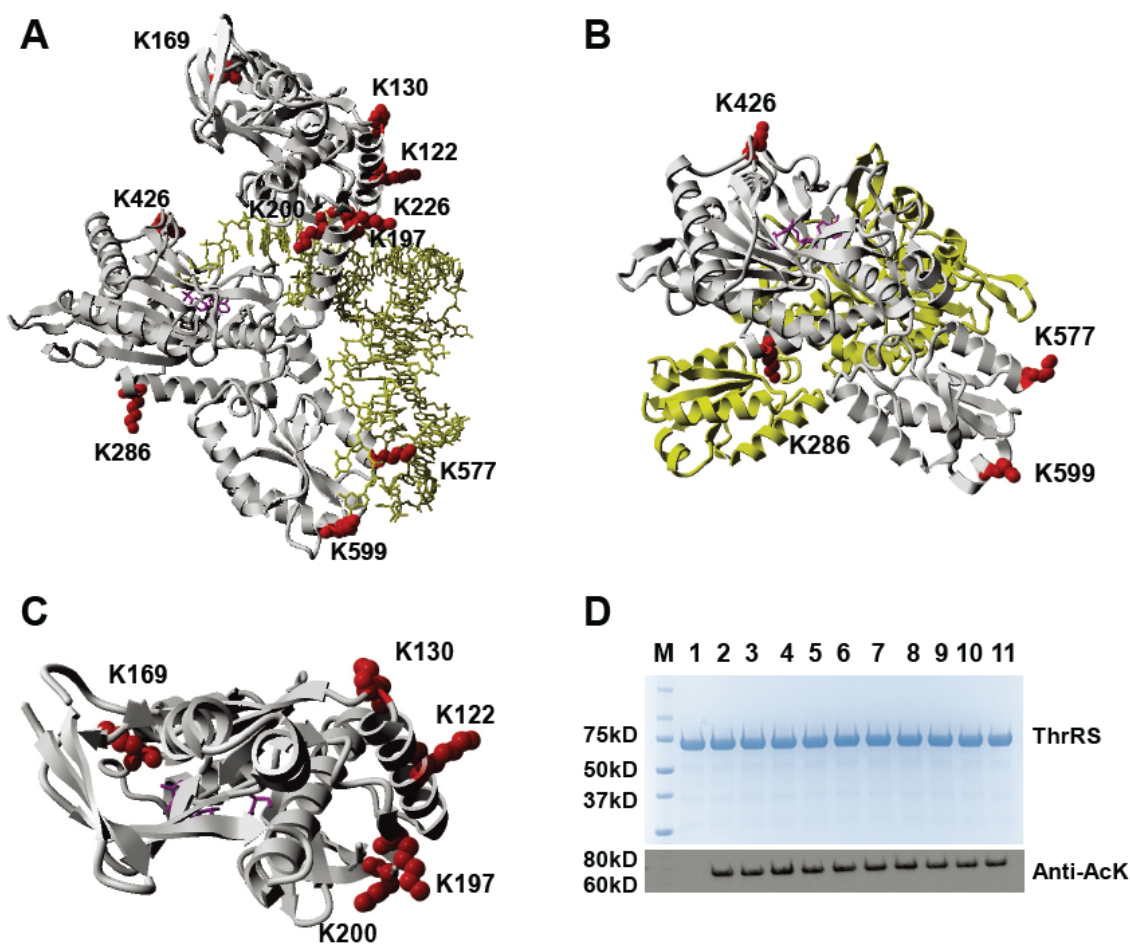 A
K169
K130
K122
K426
K200
K226
K197
K286
K577
K599
B
K426
K577
K286
K599
C
K169
K130
K122
K197
K200
D
M 1 2 3 4 5 6 7 8 9 10 11
75kD
ThrRS
50kD
37kD
80kD
Anti-AcK
60kD